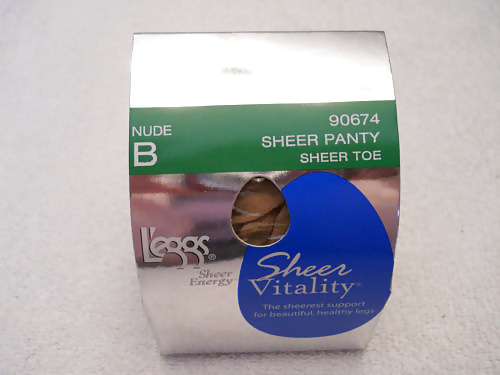 NUDE
B
90674
SHEER PANTY
SHEER TOE
L'eggs®
Sheer
Energy
Sheer
Vitality
The sheerest support
for beautiful, healthy legs